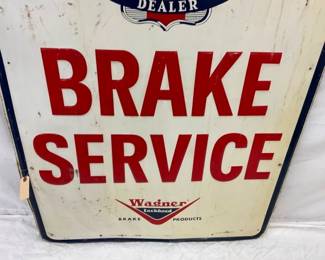 DEALER
BRAKE
SERVICE
Wagner
Lockheed
BRAKE PRODUCTS